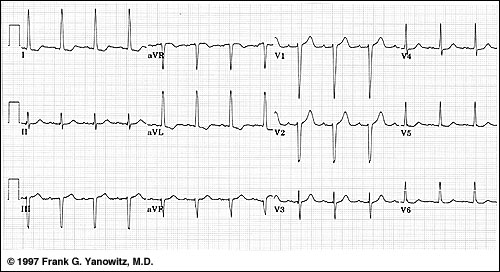 I aVR V1 V4
II aVL V2 V5
III aVF V3 V6
© 1997 Frank G. Yanowitz, M.D.